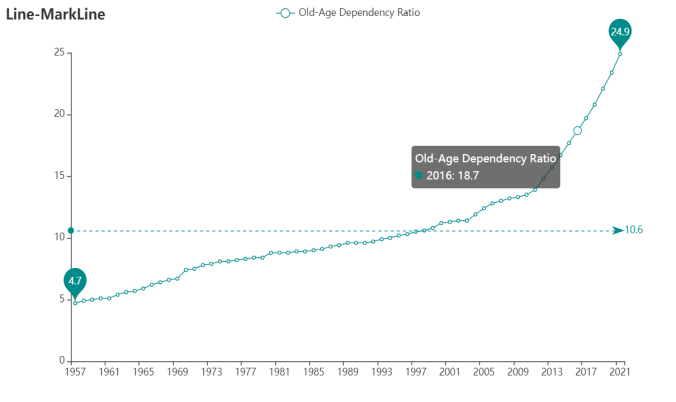 Line-MarkLine
Old-Age Dependency Ratio
24.9
25
20
Old-Age Dependency Ratio
2016: 18.7
15
10.6
10
4.7
5
0
1957 1961 1965 1969 1973 1977 1981 1985 1989 1993 1997 2001 2005 2009 2013 2017 2021